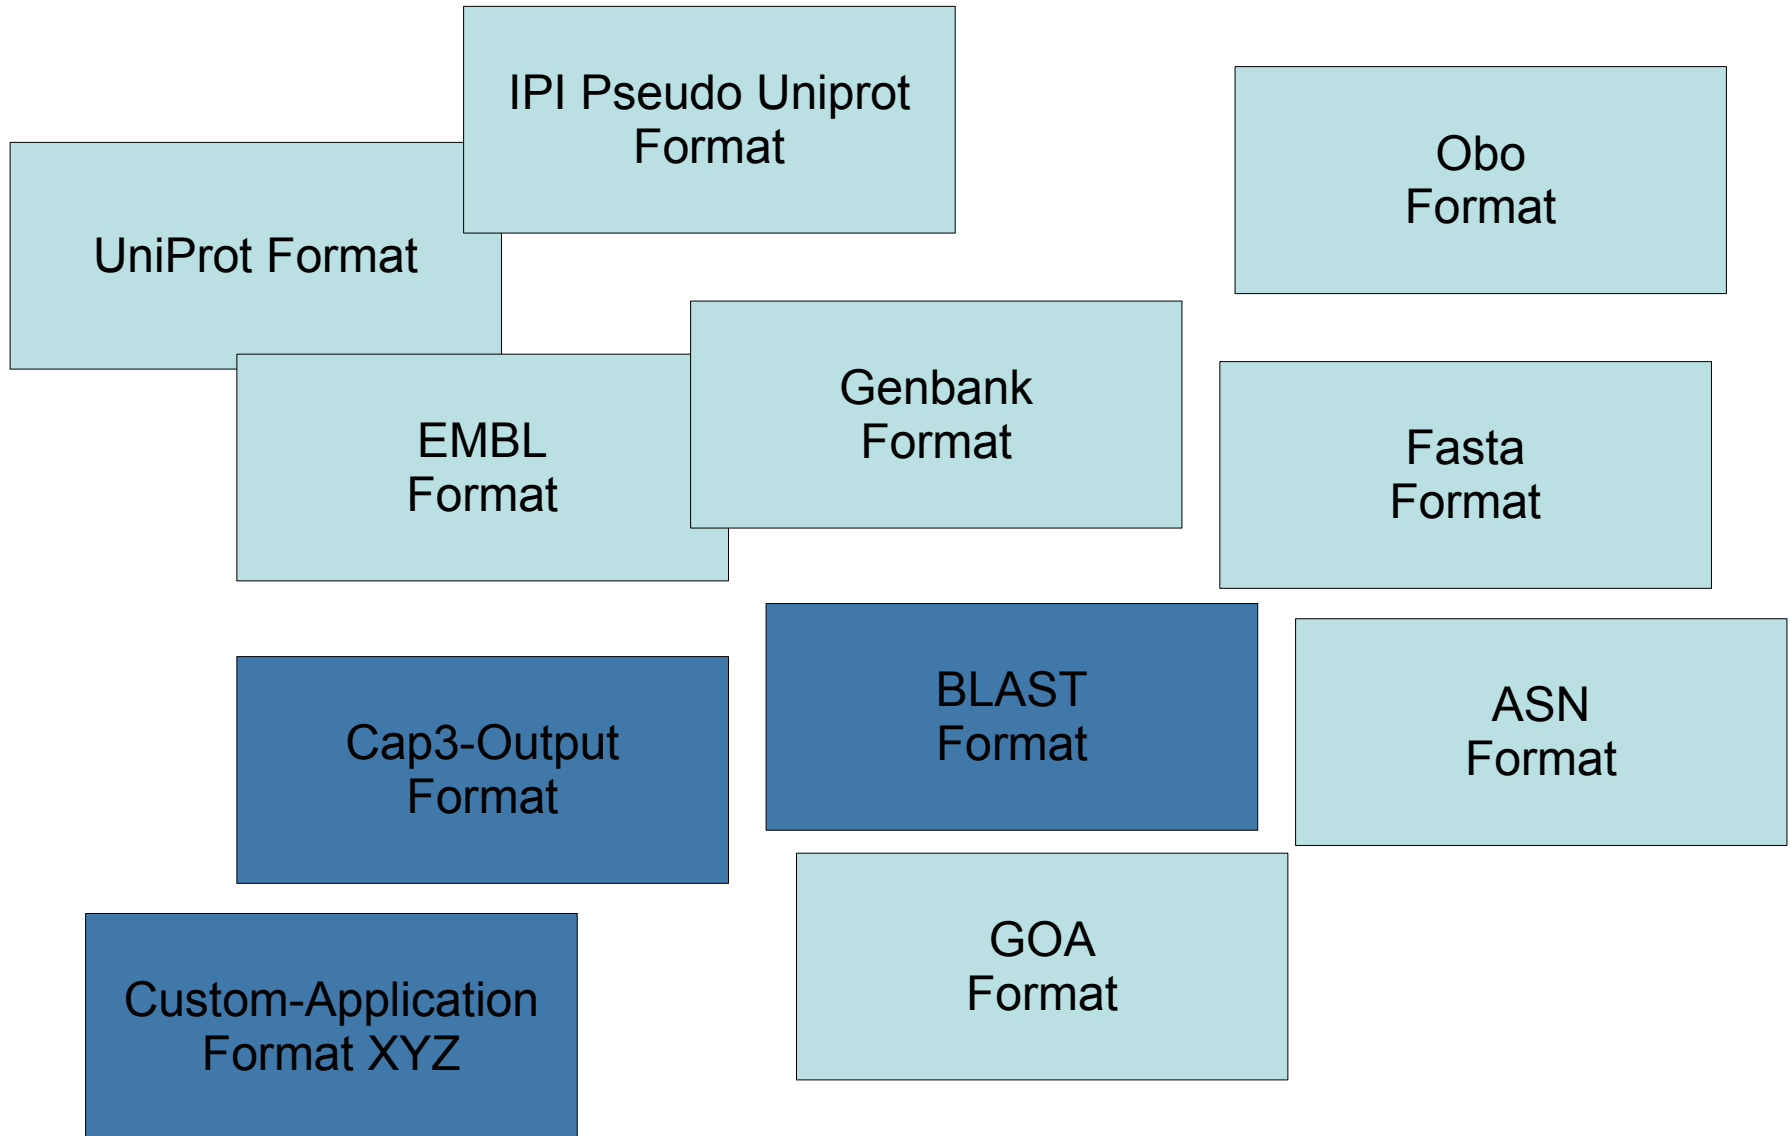 IPI Pseudo Uniprot
Format
Obo
Format
UniProt Format
Genbank
Format
EMBL
Format
Fasta
Format
BLAST
Format
ASN
Format
Cap3-Output
Format
GOA
Format
Custom-Application
Format XYZ